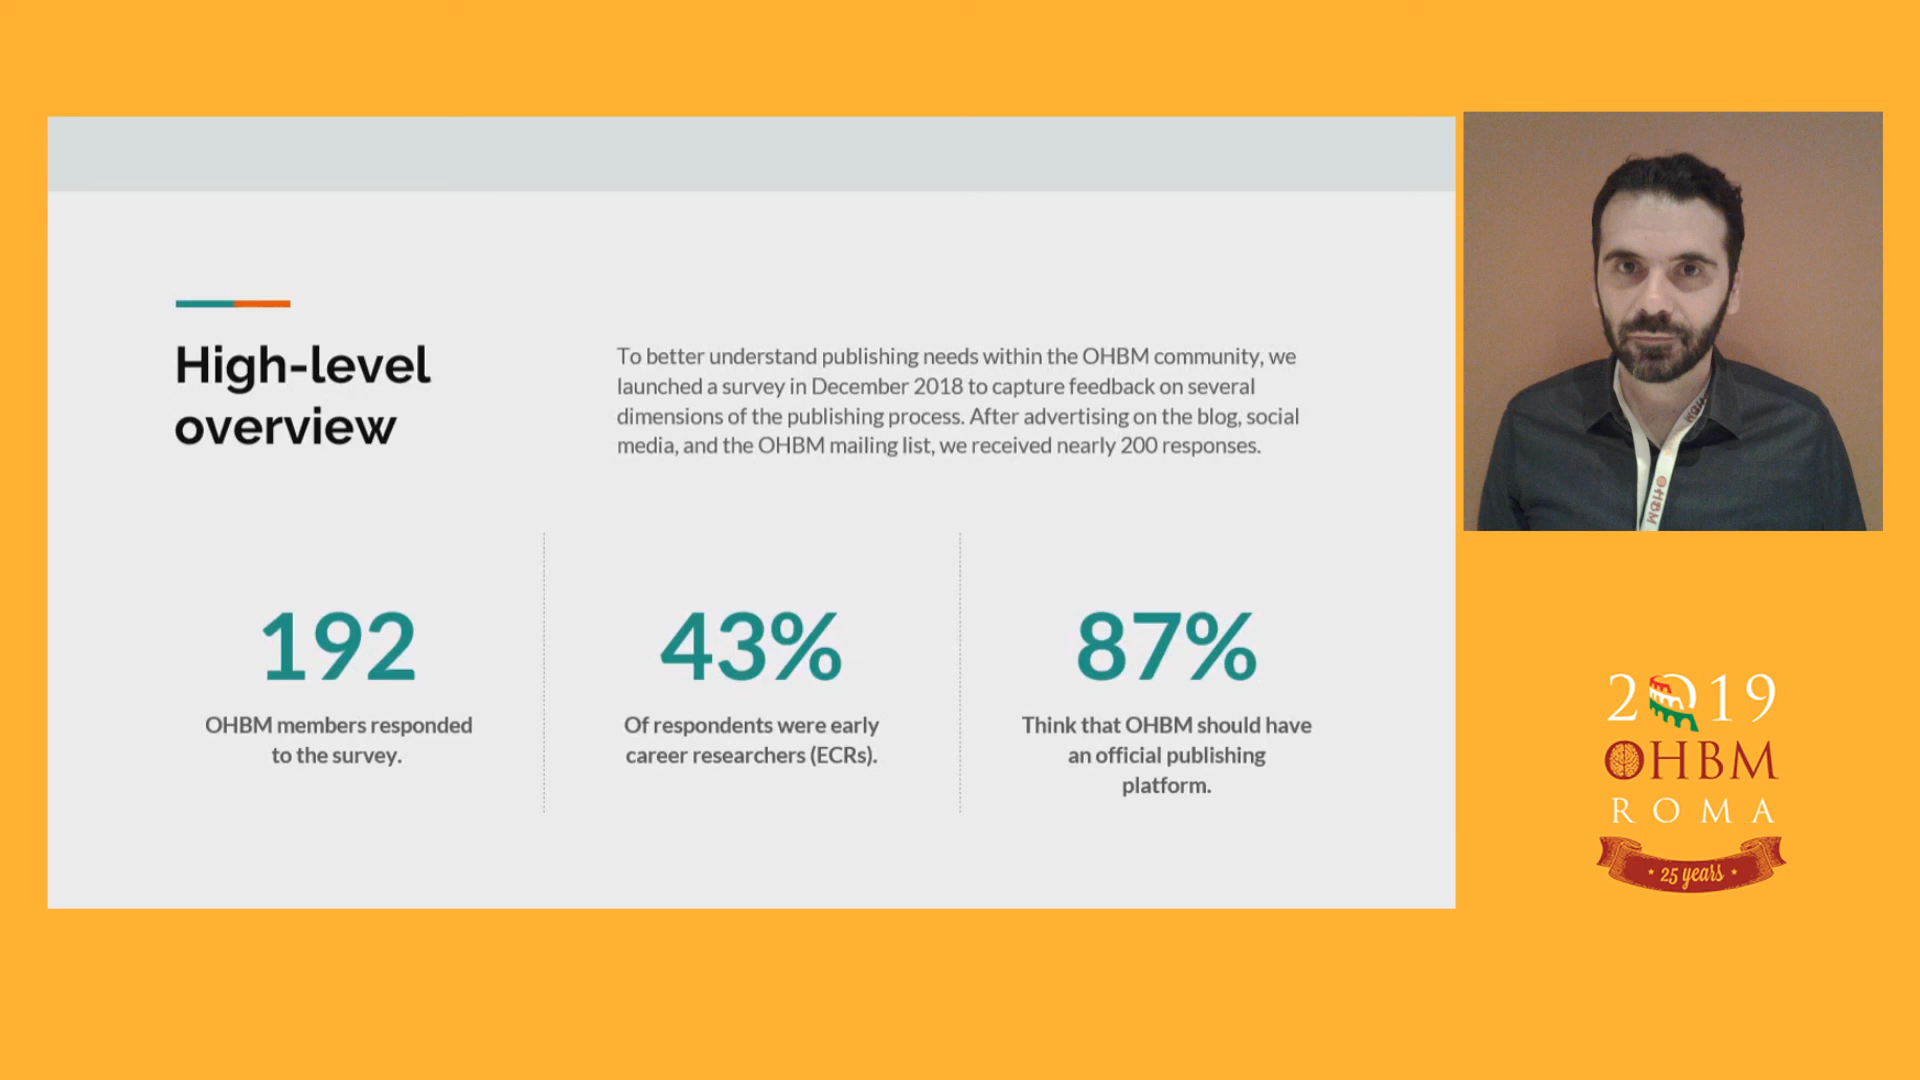 High-level
overview
To better understand publishing needs within the OHBM community, we
launched a survey in December 2018 to capture feedback on several
dimensions of the publishing process. After advertising on the blog, social
media, and the OHBM mailing list, we received nearly 200 responses.
192
OHBM members responded
to the survey.
43%
Of respondents were early
career researchers (ECRs).
87%
Think that OHBM should have
an official publishing
platform.
OHBM
2019
OHBM
ROMA
25 years